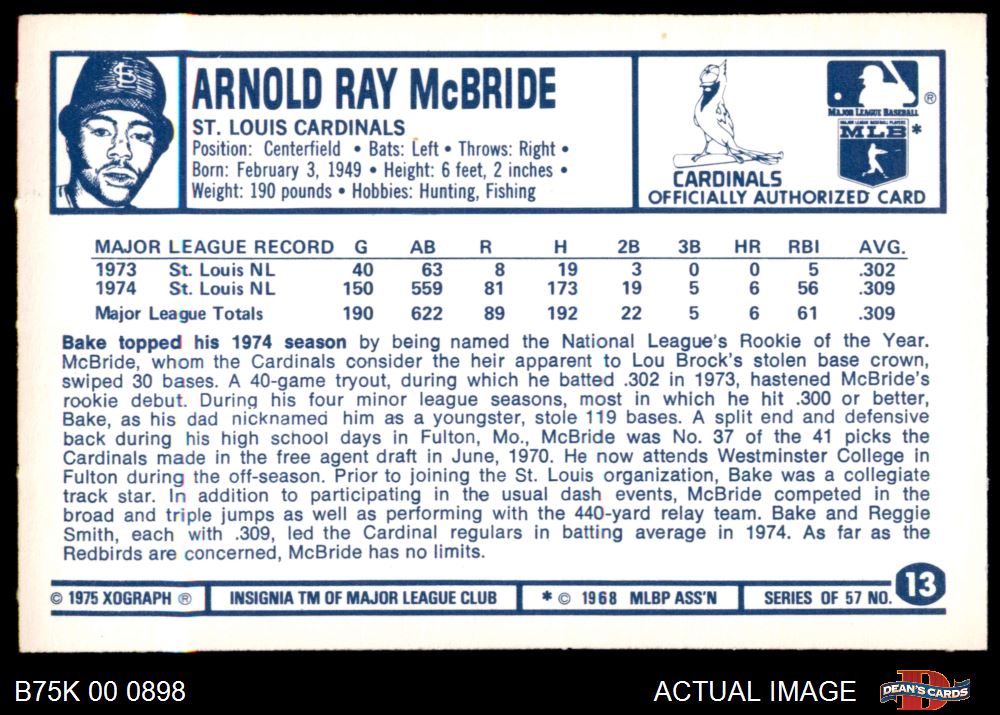 ARNOLD RAY McBRIDE
ST. LOUIS CARDINALS
Position: Centerfield • Bats: Left • Throws: Right •
Born: February 3, 1949 • Height: 6 feet, 2 inches •
Weight: 190 pounds • Hobbies: Hunting, Fishing
CARDINALS
OFFICIALLY AUTHORIZED CARD
MAJOR LEAGUE BASEBALL ®
MAJOR LEAGUE BASEBALL PLAYERS
MLB *
MAJOR LEAGUE RECORD G AB R H 2B 3B HR RBI AVG.
1973 St. Louis NL 40 63 8 19 3 0 0 5 .302
1974 St. Louis NL 150 559 81 173 19 5 6 56 .309
Major League Totals 190 622 89 192 22 5 6 61 .309
Bake topped his 1974 season by being named the National League's Rookie of the Year.
McBride, whom the Cardinals consider the heir apparent to Lou Brock's stolen base crown,
swiped 30 bases. A 40-game tryout, during which he batted .302 in 1973, hastened McBride's
rookie debut. During his four minor league seasons, most in which he hit .300 or better,
Bake, as his dad nicknamed him as a youngster, stole 119 bases. A split end and defensive
back during his high school days in Fulton, Mo., McBride was No. 37 of the 41 picks the
Cardinals made in the free agent draft in June, 1970. He now attends Westminster College in
Fulton during the off-season. Prior to joining the St. Louis organization, Bake was a collegiate
track star. In addition to participating in the usual dash events, McBride competed in the
broad and triple jumps as well as performing with the 440-yard relay team. Bake and Reggie
Smith, each with .309, led the Cardinal regulars in batting average in 1974. As far as the
Redbirds are concerned, McBride has no limits.
© 1975 XOGRAPH ® INSIGNIA TM OF MAJOR LEAGUE CLUB * © 1968 MLBP ASS'N SERIES OF 57 NO. 13
B75K 00 0898 ACTUAL IMAGE DEAN'S CARDS